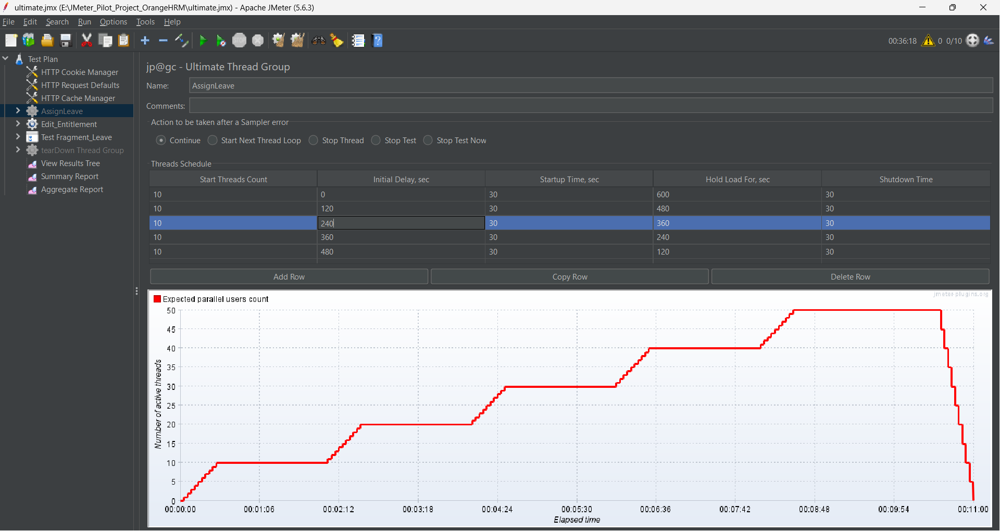 ultimate.jmx (E:\JMeter_Pilot_Project_OrangeHRM\ultimate.jmx) - Apache JMeter (5.6.3)
File Edit Search Run Options Tools Help
STOP
00:36:18 0 0/10
Test Plan
HTTP Cookie Manager
HTTP Request Defaults
HTTP Cache Manager
AssignLeave
Edit_Entitlement
Test Fragment_Leave
tearDown Thread Group
View Results Tree
Summary Report
Aggregate Report
jp@gc - Ultimate Thread Group
Name: AssignLeave
Comments:
Action to be taken after a Sampler error
Continue Start Next Thread Loop Stop Thread Stop Test Stop Test Now
Threads Schedule
Start Threads Count Initial Delay, sec Startup Time, sec Hold Load For, sec Shutdown Time
10 0 30 600 30
10 120 30 480 30
10 240 30 360 30
10 360 30 240 30
10 480 30 120 30
Add Row Copy Row Delete Row
Expected parallel users count
jmeter-plugins.org
50
45
40
35
30
25
20
15
10
5
0
Number of active threads
00:00:00 00:01:06 00:02:12 00:03:18 00:04:24 00:05:30 00:06:36 00:07:42 00:08:48 00:09:54 00:11:00
Elapsed time